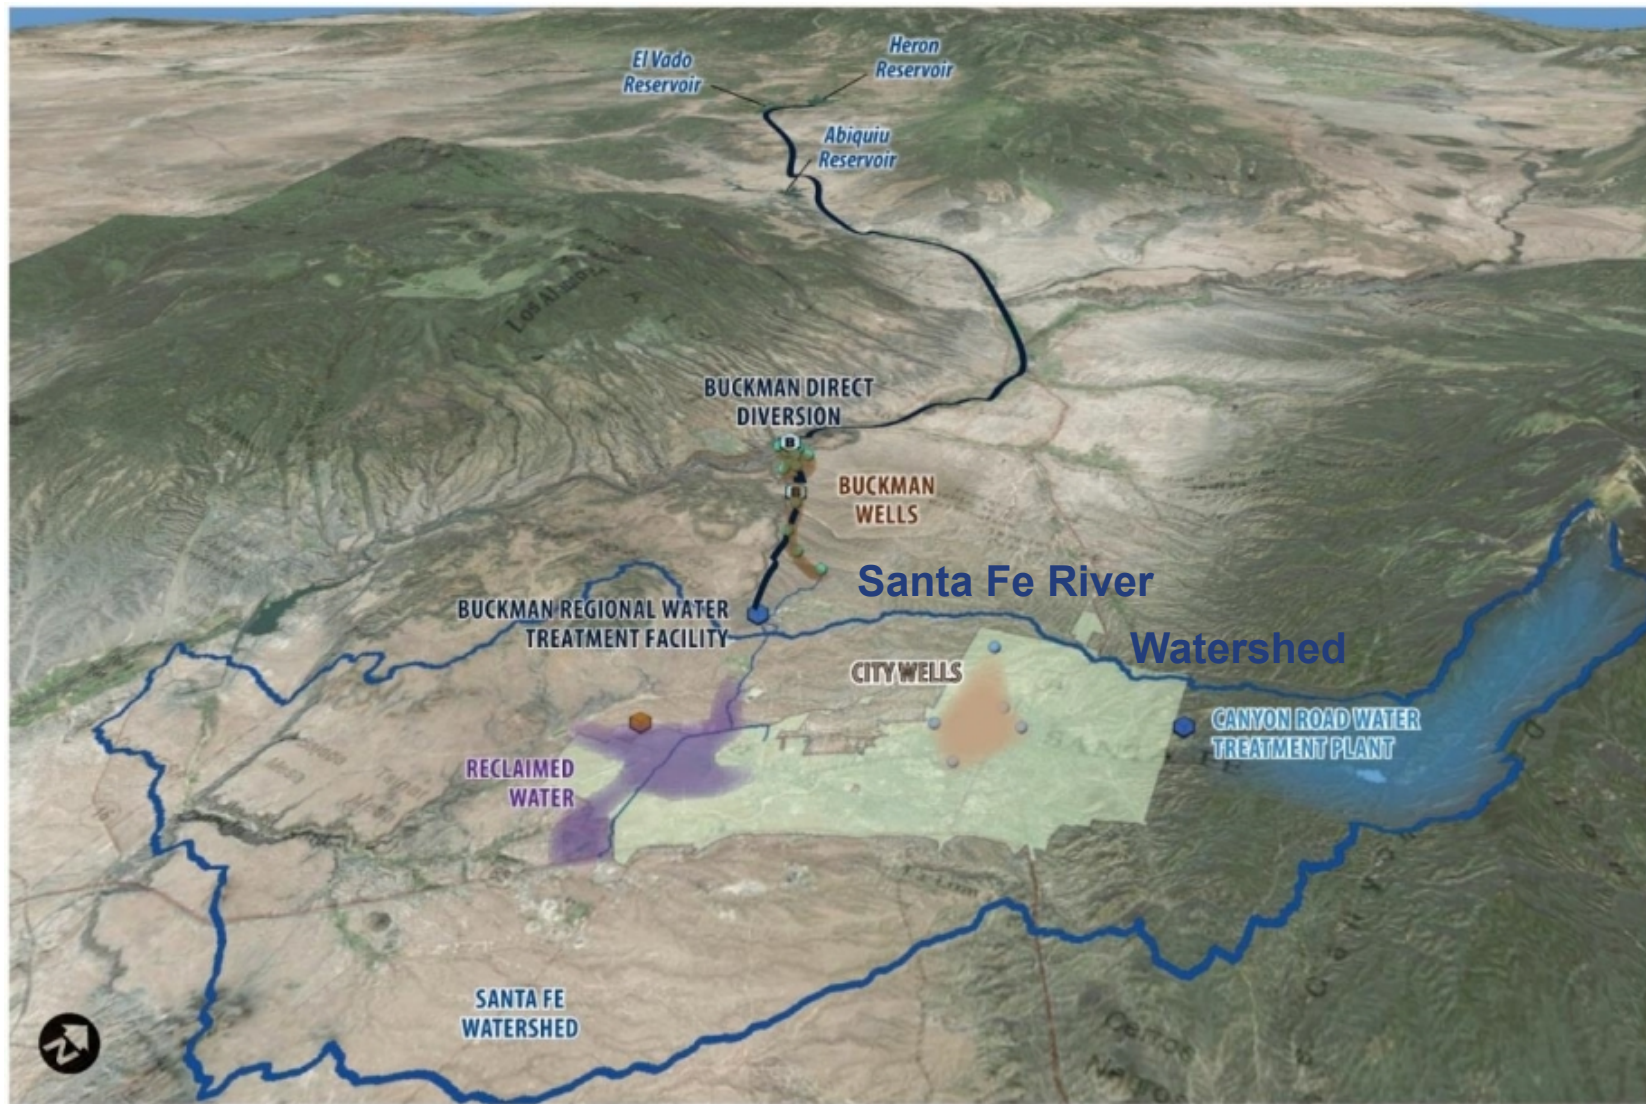 El Vado
Reservoir
Heron
Reservoir
Abiquiu
Reservoir
BUCKMAN DIRECT
DIVERSION
B
BUCKMAN
WELLS
Santa Fe River
BUCKMAN REGIONAL WATER
TREATMENT FACILITY
Watershed
CITY WELLS
CANYON ROAD WATER
TREATMENT PLANT
RECLAIMED
WATER
SANTA FE
WATERSHED
N